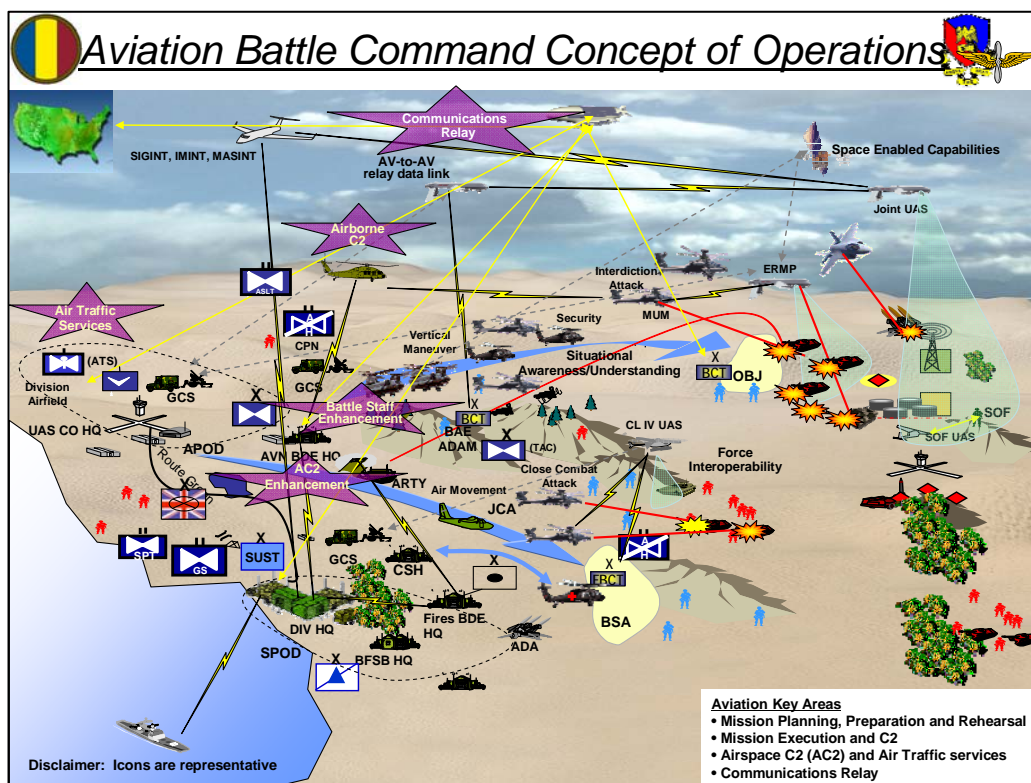 Aviation Battle Command Concept of Operations
Communications
Relay
SIGINT, IMINT, MASINT
AV-to-AV
relay data link
Space Enabled Capabilities
Joint UAS
Airborne
C2
ASLT
Interdiction
Attack
ERMP
MUM
Air Traffic
Services
A
H
CPN
Security
Vertical
Maneuver
Situational
Awareness/Understanding
(ATS)
GCS
GCS
Division
Airfield
X
BCT
OBJ
UAS CO HQ
X
Battle Staff
Enhancement
BCT
BAE
ADAM
X
(TAC)
CL IV UAS
SOF
SOF UAS
APOD
AVN BDE HQ
AC2
Enhancement
ARTY
Close Combat
Attack
Force
Interoperability
Route Green
X
Air Movement
JCA
SPT
GS
X
SUST
GCS
CSH
X
A
H
X
BSA
DIV HQ
Fires BDE
HQ
ADA
SPOD
BFSB HQ
X
Disclaimer: Icons are representative
Aviation Key Areas
• Mission Planning, Preparation and Rehearsal
• Mission Execution and C2
• Airspace C2 (AC2) and Air Traffic services
• Communications Relay